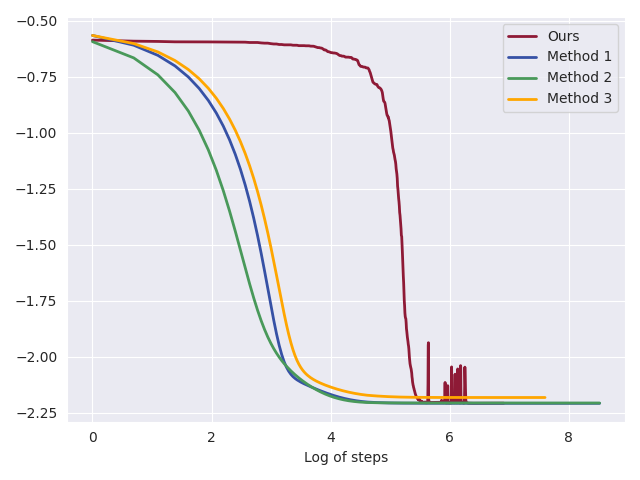 Ours
Method 1
Method 2
Method 3
−0.50
−0.75
−1.00
−1.25
−1.50
−1.75
−2.00
−2.25
0 2 4 6 8
Log of steps